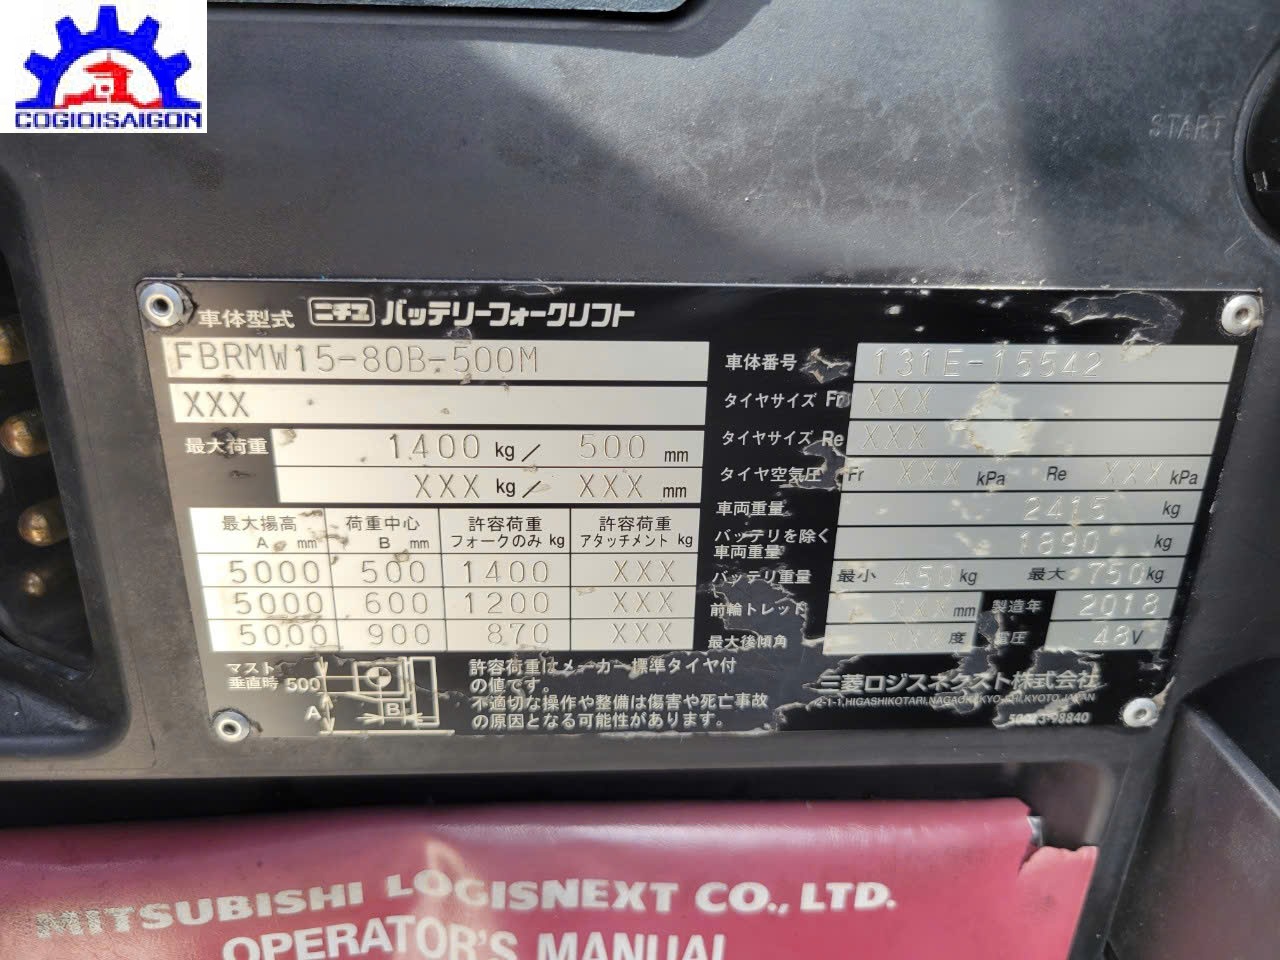 COGIOISAIGON
START
車体型式 ニチユ バッテリーフォークリフト
FBRMW15-80B-500M
XXX
最大荷重 1400 kg/ 500 mm
XXX kg/ XXX mm
最大揚高 A mm 荷重中心 B mm 許容荷重 フォークのみ kg 許容荷重 アタッチメント kg
5000 500 1400 XXX
5000 600 1200 XXX
5000 900 870 XXX
マスト垂直時 500 A B
許容荷重はメーカー標準タイヤ付
の値です。
不適切な操作や整備は傷害や死亡事故
の原因となる可能性があります。
車体番号 131E-15542
タイヤサイズ Fr XXX
タイヤサイズ Re XXX
タイヤ空気圧 Fr XXX kPa Re XXX kPa
車両重量 2415 kg
バッテリを除く車両重量 1890 kg
バッテリ重量 最小 450 kg 最大 750 kg
前輪トレッド XXX mm 製造年 2018
最大後傾角 XXX 度 電圧 48 V
三菱ロジスネクスト株式会社
2-1-1, HIGASHIKOTARI, NAGAOKAKYO-SHI, KYOTO, JAPAN
MITSUBISHI LOGISNEXT CO., LTD.
OPERATOR'S MANUAL